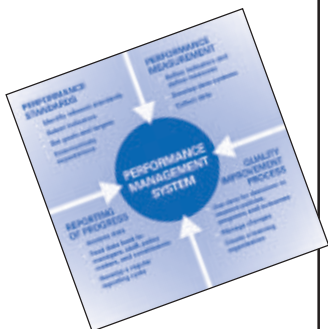 PERFORMANCE
STANDARDS
Identify relevant standards
Select indicators
Set goals and targets
Communicate
expectations
PERFORMANCE
MEASUREMENT
Refine indicators and
define measures
Develop data systems
Collect data
PERFORMANCE
MANAGEMENT
SYSTEM
REPORTING
OF PROGRESS
Analyze data
Feed data back to
managers, staff, policy
makers, and constituents
Develop a regular
reporting cycle
QUALITY
IMPROVEMENT
PROCESS
Use data for decisions to
improve policies,
programs and outcomes
Manage changes
Create a learning
organization